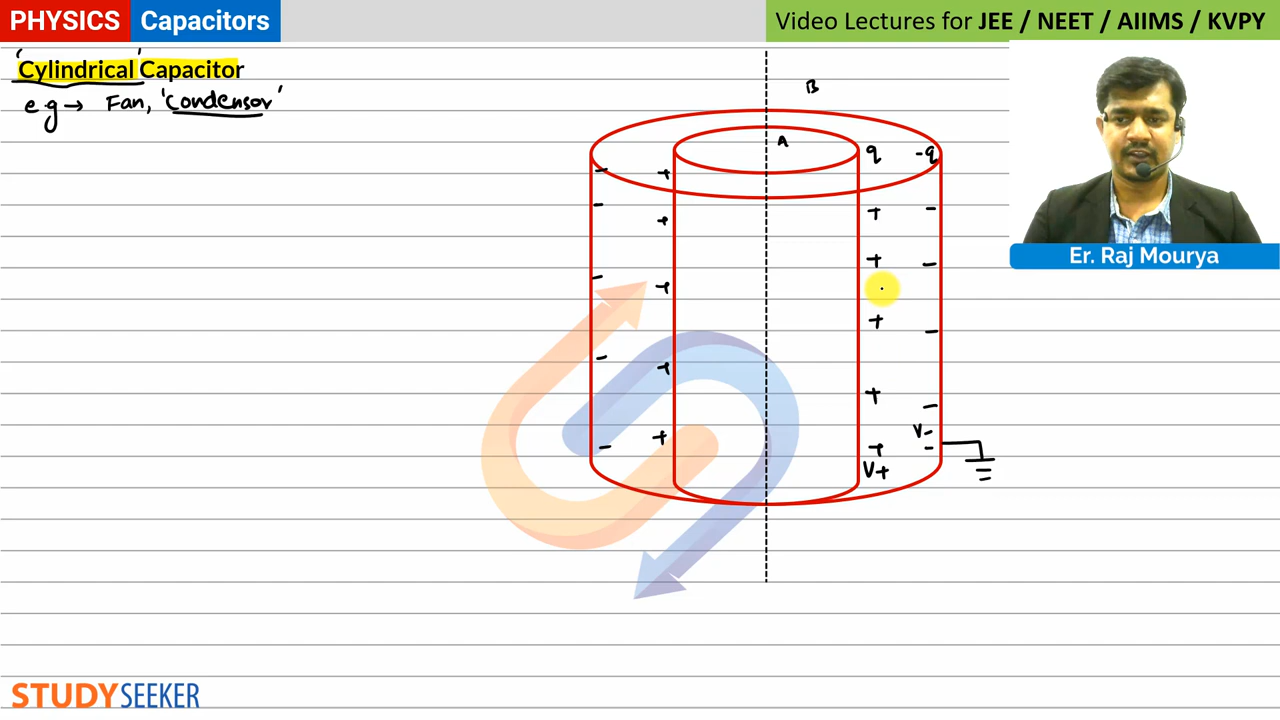 PHYSICS Capacitors
Video Lectures for JEE / NEET / AIIMS / KVPY
'Cylindrical' Capacitor
eg → Fan, 'Condensor'
B
A
q -q
+ -
+ -
+ -
+ -
+ -
- +
- +
- +
- +
- +
V-
V+
Er. Raj Mourya
STUDYSEEKER